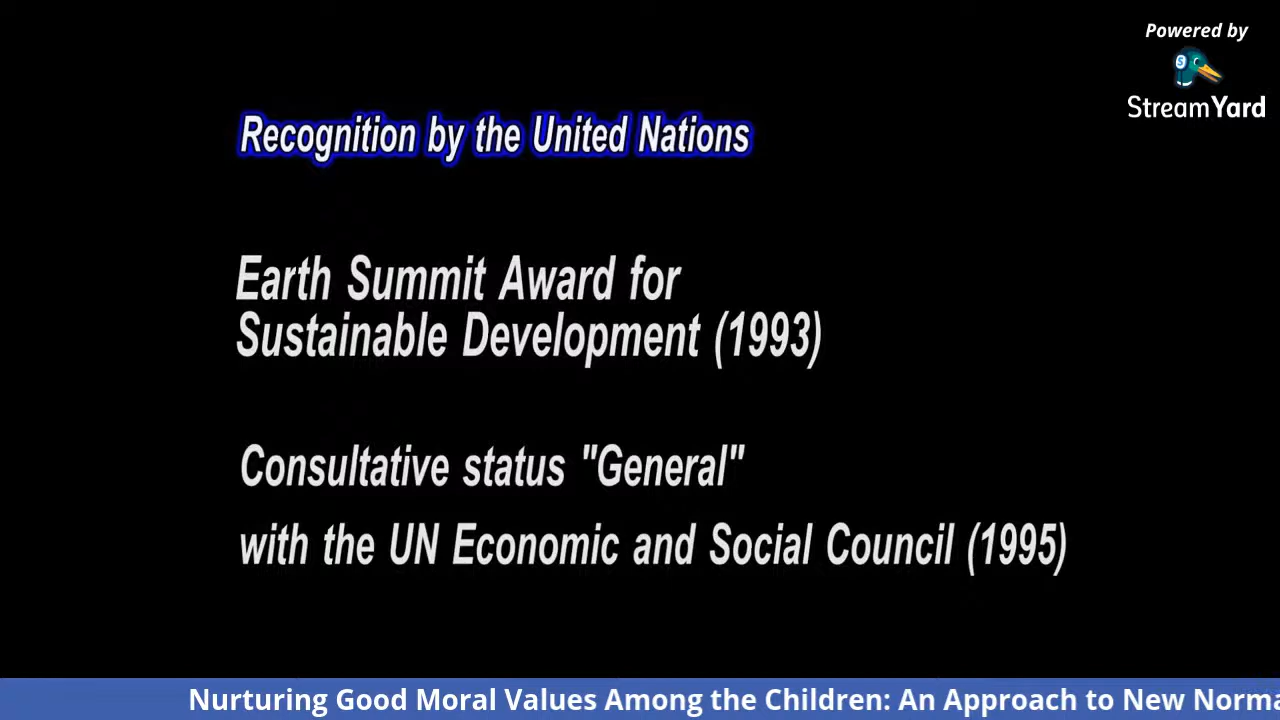 Powered by
StreamYard
Recognition by the United Nations
Earth Summit Award for
Sustainable Development (1993)
Consultative status "General"
with the UN Economic and Social Council (1995)
Nurturing Good Moral Values Among the Children: An Approach to New Norma